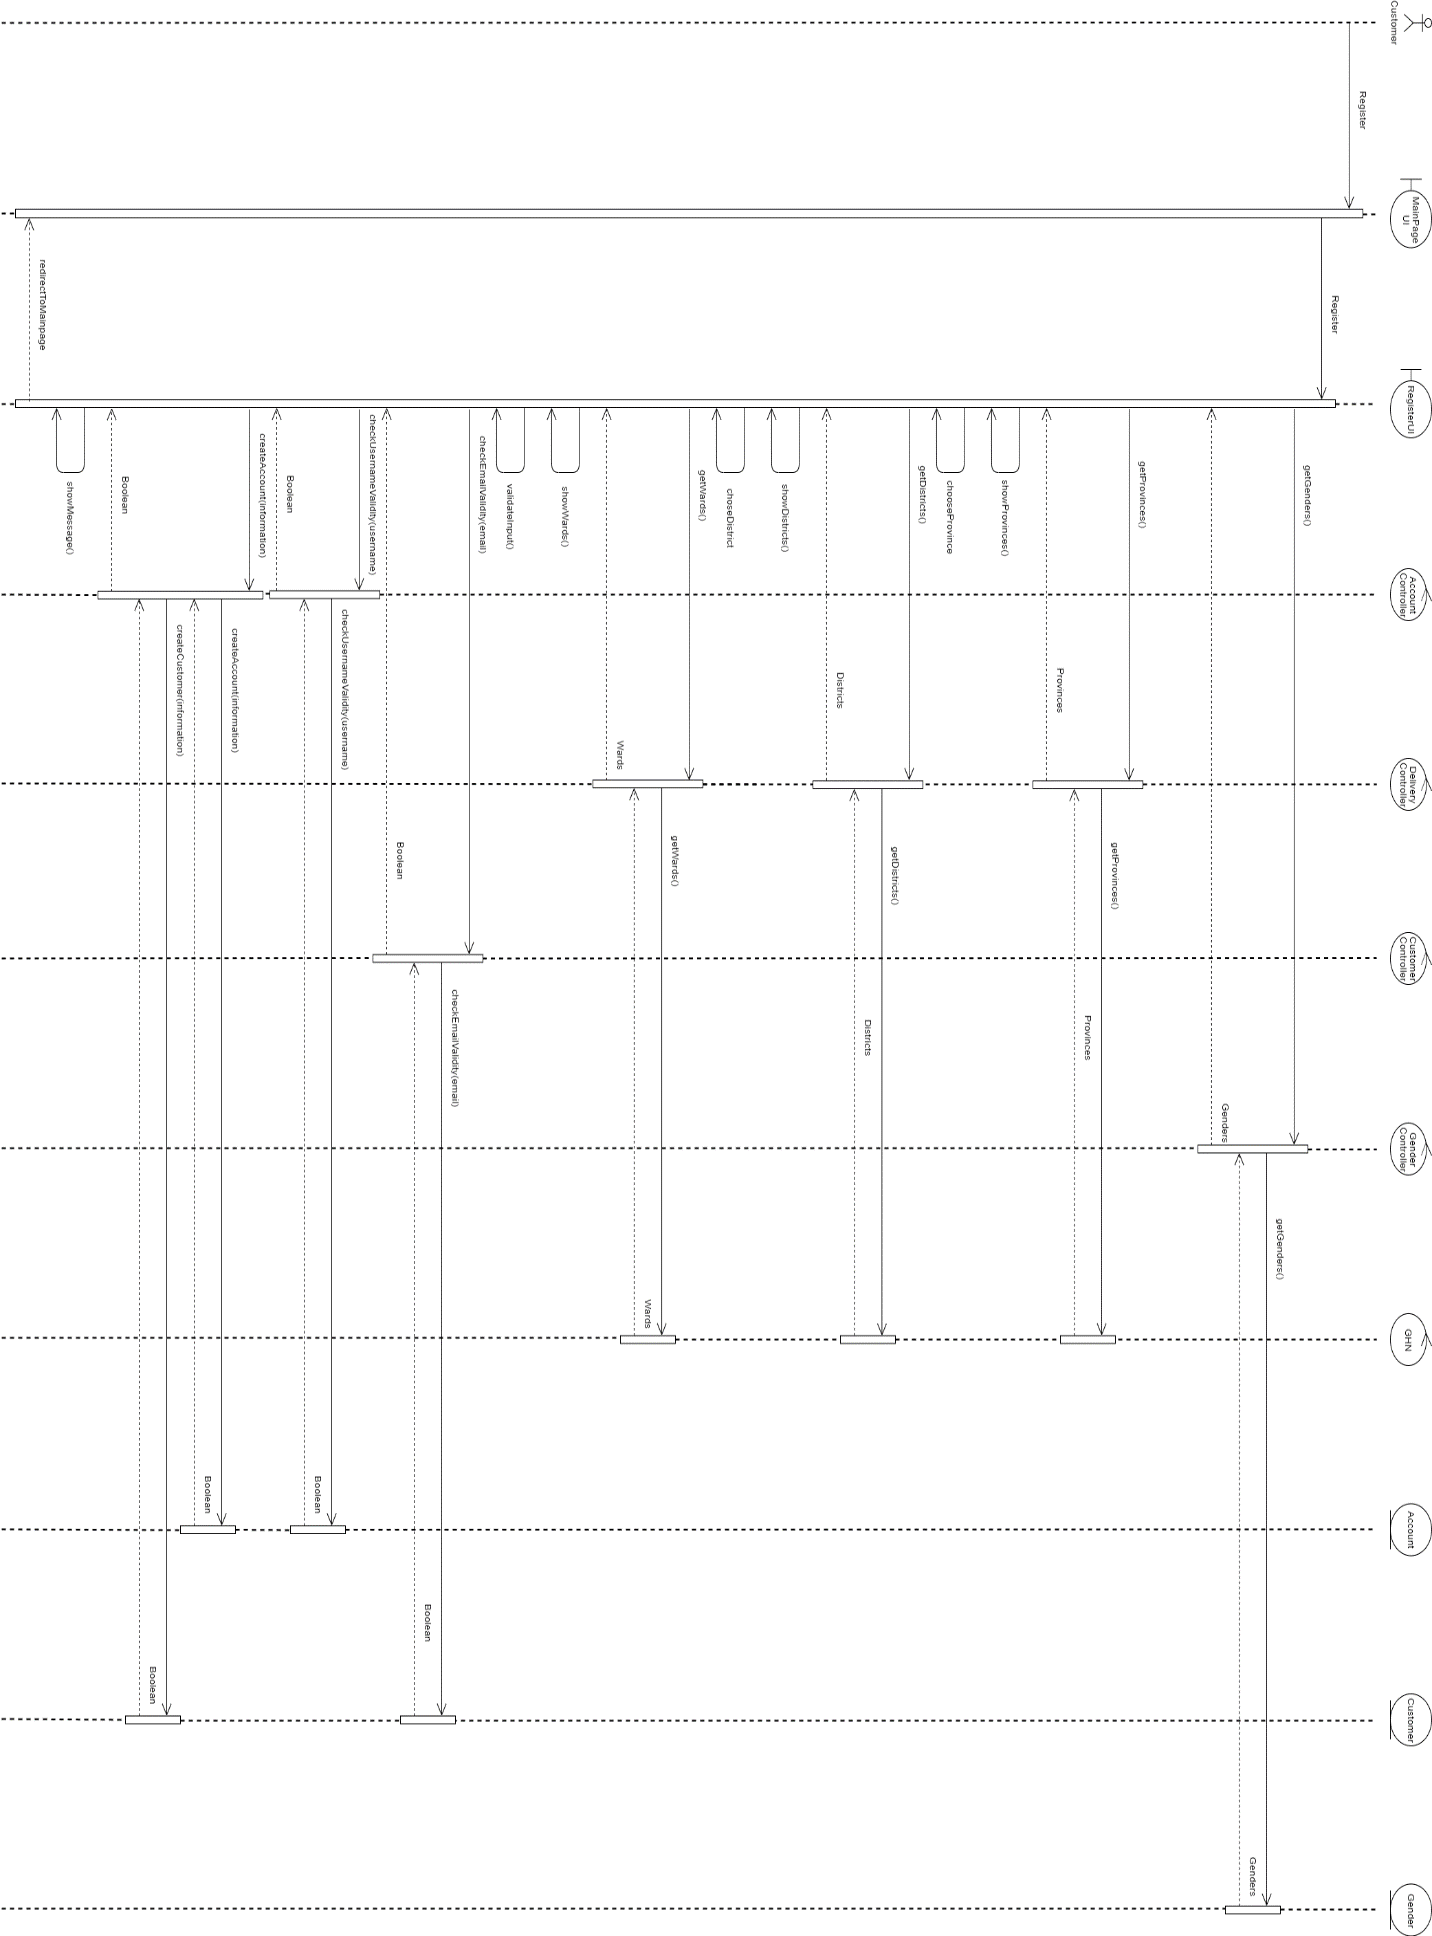 Customer
MainPage
UI
RegisterUI
Account
Controller
Delivery
Controller
Customer
Controller
Gender
Controller
GHN
Account
Customer
Gender
Register
Register
getGenders()
getGenders()
Genders
Genders
getProvinces()
getProvinces()
Provinces
Provinces
showProvinces()
chooseProvince
getDistricts()
getDistricts()
Districts
Districts
showDistricts()
choseDistrict
getWards()
getWards()
Wards
Wards
showWards()
validateInput()
checkEmailValidity(email)
checkEmailValidity(email)
Boolean
Boolean
checkUsernameValidity(username)
checkUsernameValidity(username)
Boolean
Boolean
createAccount(information)
createAccount(information)
Boolean
createCustomer(information)
Boolean
Boolean
showMessage()
redirectToMainpage